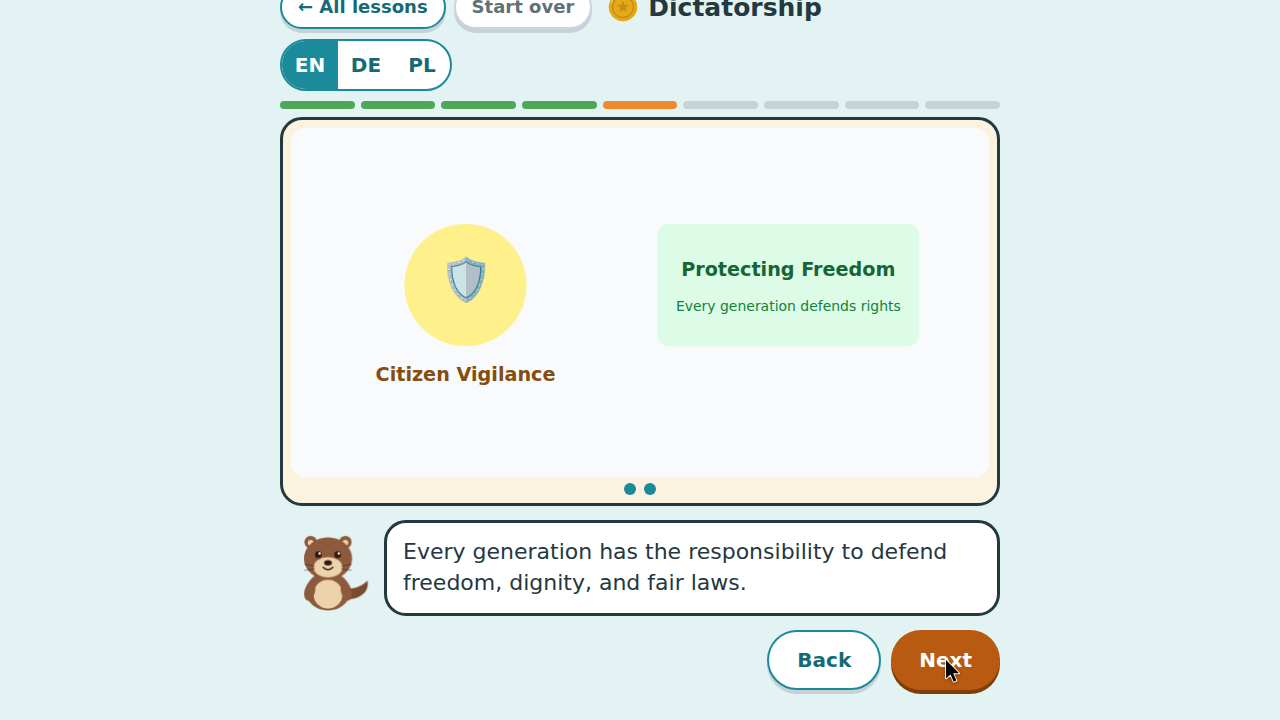 ← All lessons
Start over
Dictatorship
EN DE PL
Protecting Freedom
Every generation defends rights
Citizen Vigilance
Every generation has the responsibility to defend
freedom, dignity, and fair laws.
Back
Next